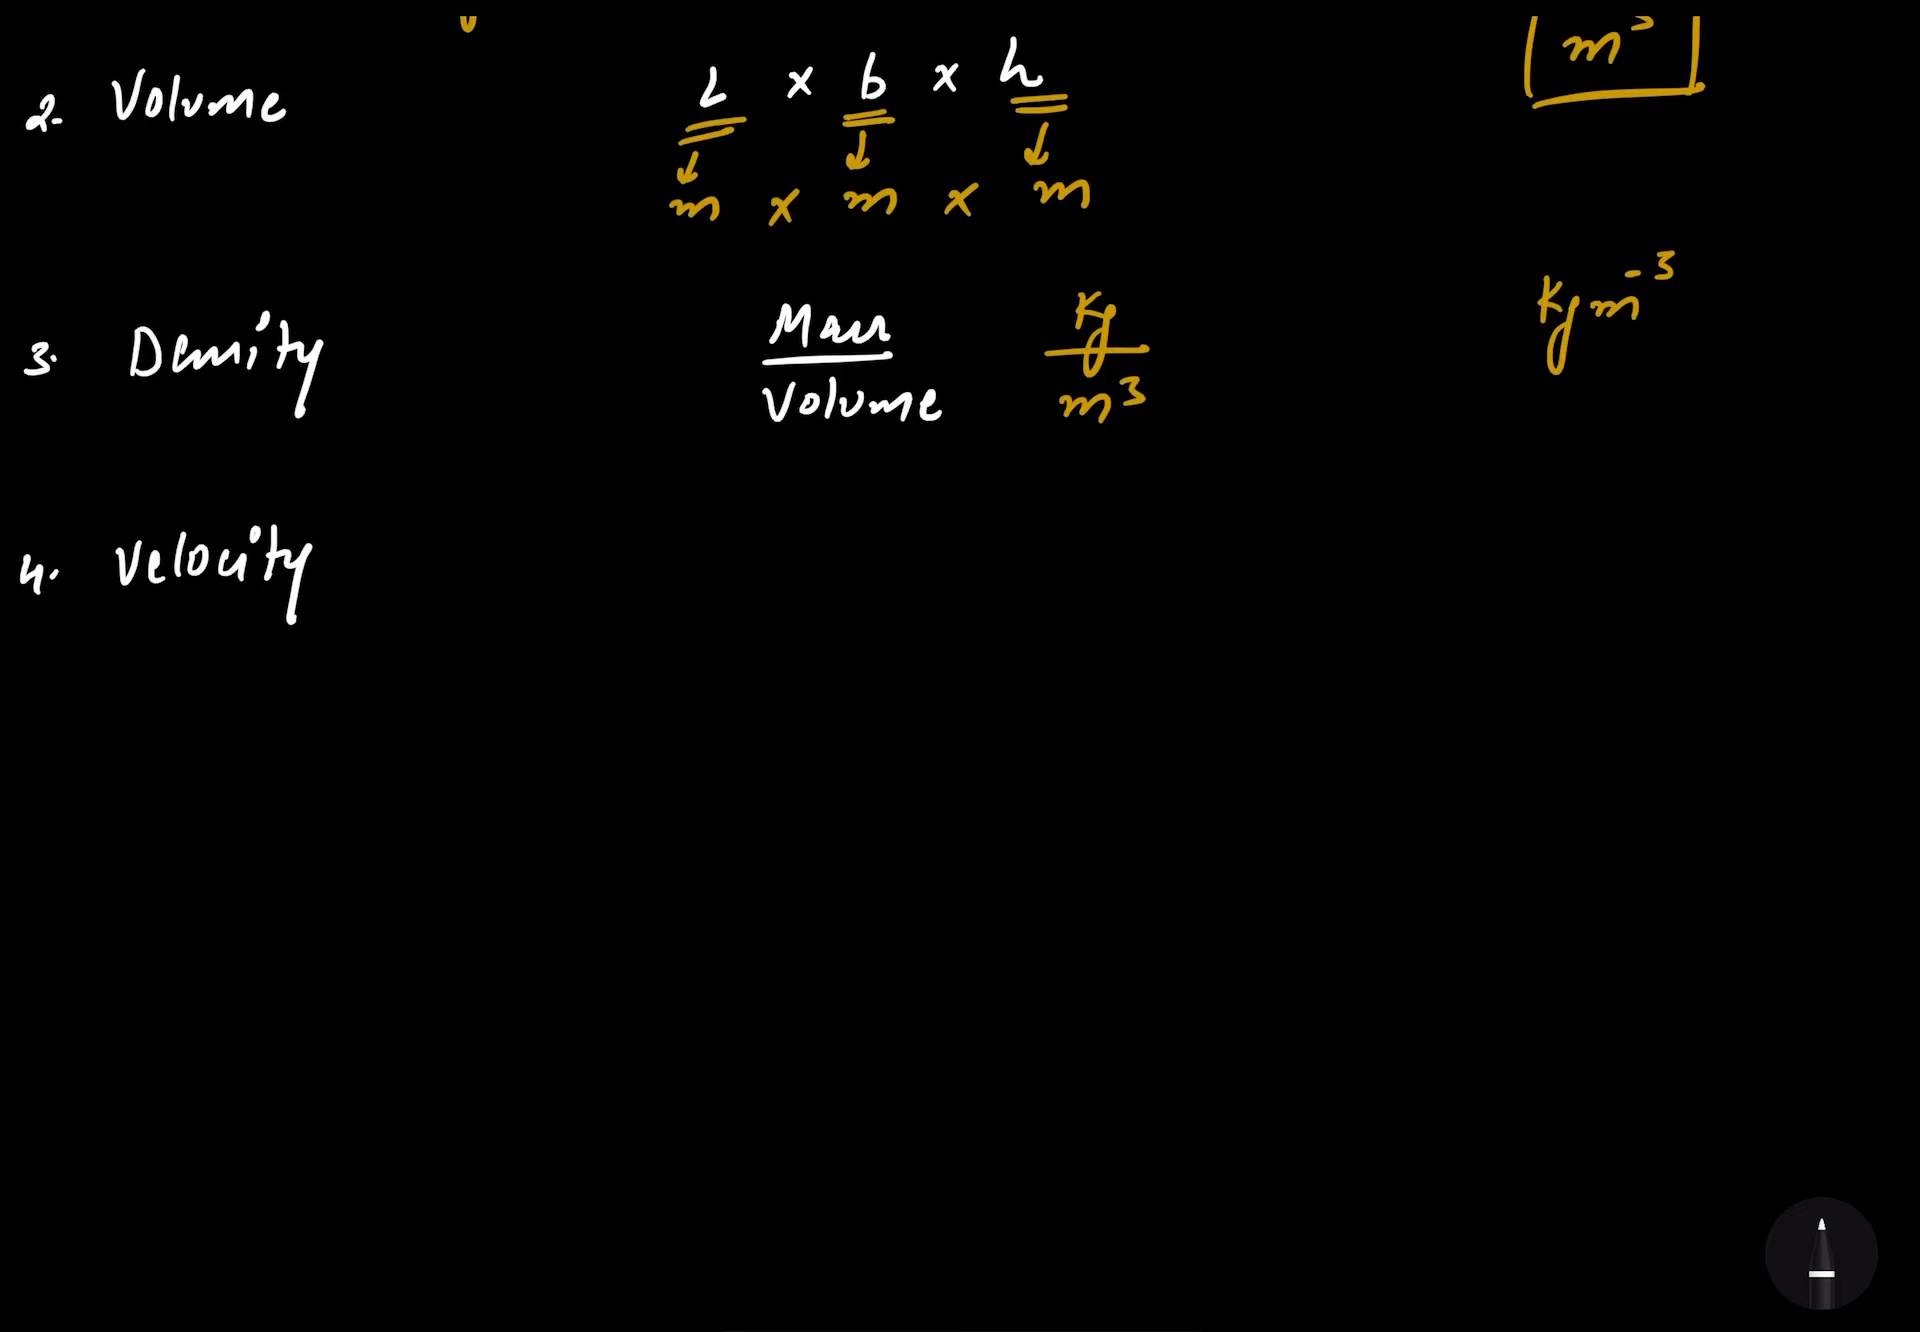 2. Volume L x b x h m³
m x m x m
3. Density Mass/Volume Kg/m³ Kg m⁻³
4. Velocity